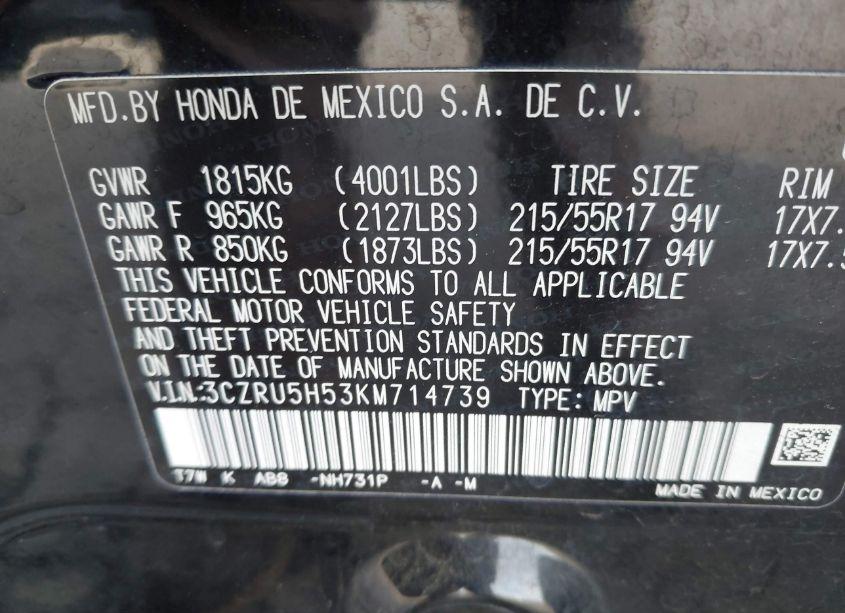 MFD.BY HONDA DE MEXICO S.A. DE C.V.
GVWR 1815KG (4001LBS) TIRE SIZE RIM
GAWR F 965KG (2127LBS) 215/55R17 94V 17X7.
GAWR R 850KG (1873LBS) 215/55R17 94V 17X7.5
THIS VEHICLE CONFORMS TO ALL APPLICABLE
FEDERAL MOTOR VEHICLE SAFETY
AND THEFT PREVENTION STANDARDS IN EFFECT
ON THE DATE OF MANUFACTURE SHOWN ABOVE.
V.I.N:3CZRU5H53KM714739 TYPE: MPV
T7W K ABB -NH731P -A -M
MADE IN MEXICO